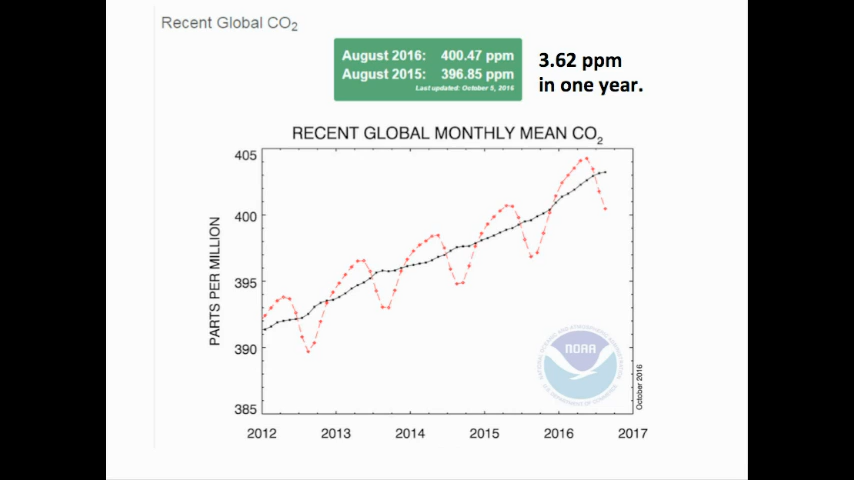 Recent Global CO2
August 2016: 400.47 ppm
August 2015: 396.85 ppm
Last updated: October 5, 2016
3.62 ppm
in one year.
RECENT GLOBAL MONTHLY MEAN CO2
405
400
395
390
385
PARTS PER MILLION
2012 2013 2014 2015 2016 2017
NOAA
October 2016